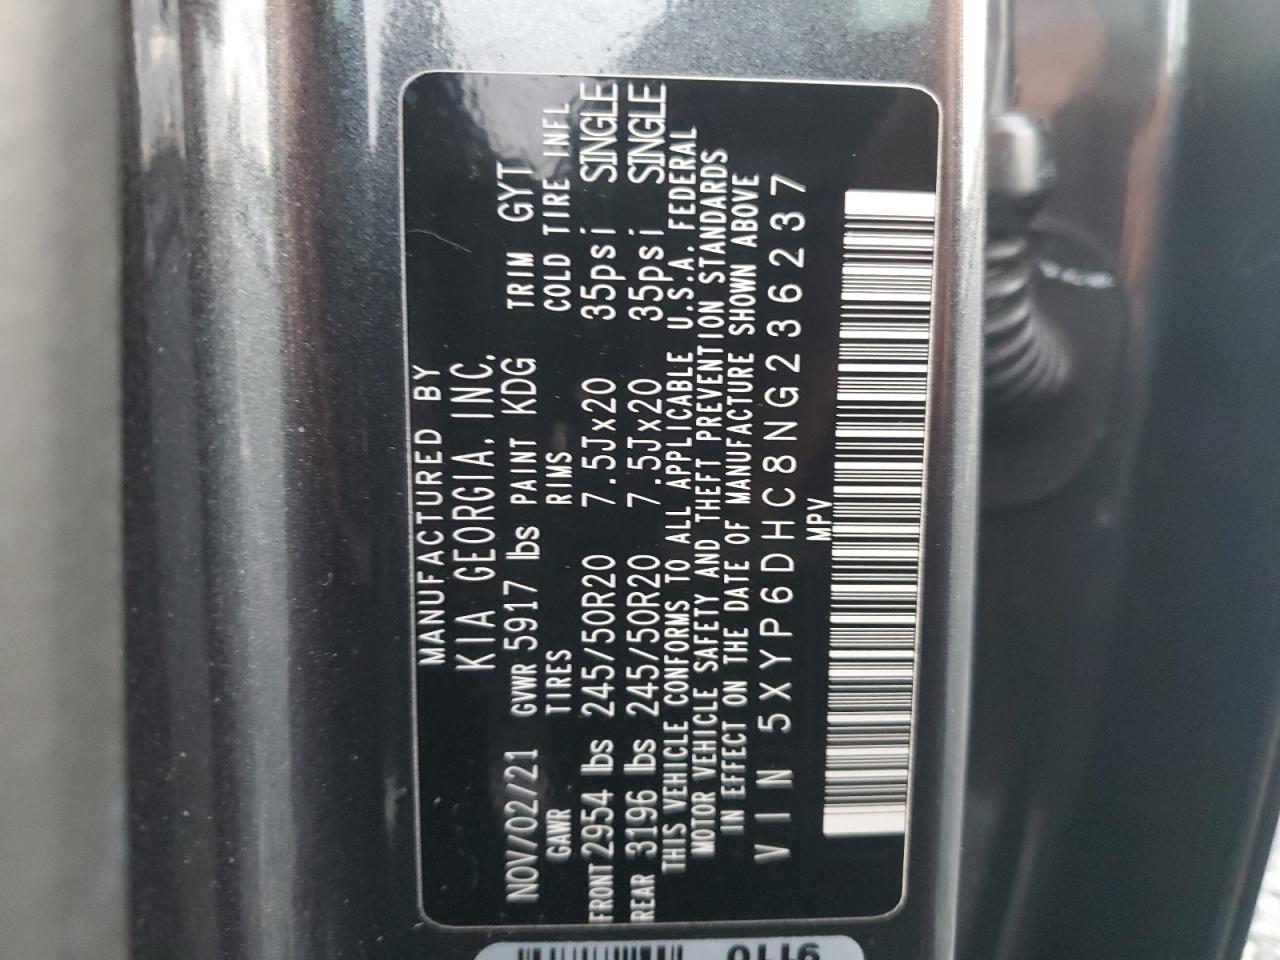 MANUFACTURED BY
KIA GEORGIA, INC.
NOV/02/21 GVWR 5917 lbs PAINT KDG TRIM GYT
GAWR TIRES RIMS COLD TIRE INFL
FRONT 2954 lbs 245/50R20 7.5Jx20 35psi SINGLE
REAR 3196 lbs 245/50R20 7.5Jx20 35psi SINGLE
THIS VEHICLE CONFORMS TO ALL APPLICABLE U.S.A. FEDERAL
MOTOR VEHICLE SAFETY AND THEFT PREVENTION STANDARDS
IN EFFECT ON THE DATE OF MANUFACTURE SHOWN ABOVE
VIN 5XYP6DHC8NG236237
MPV